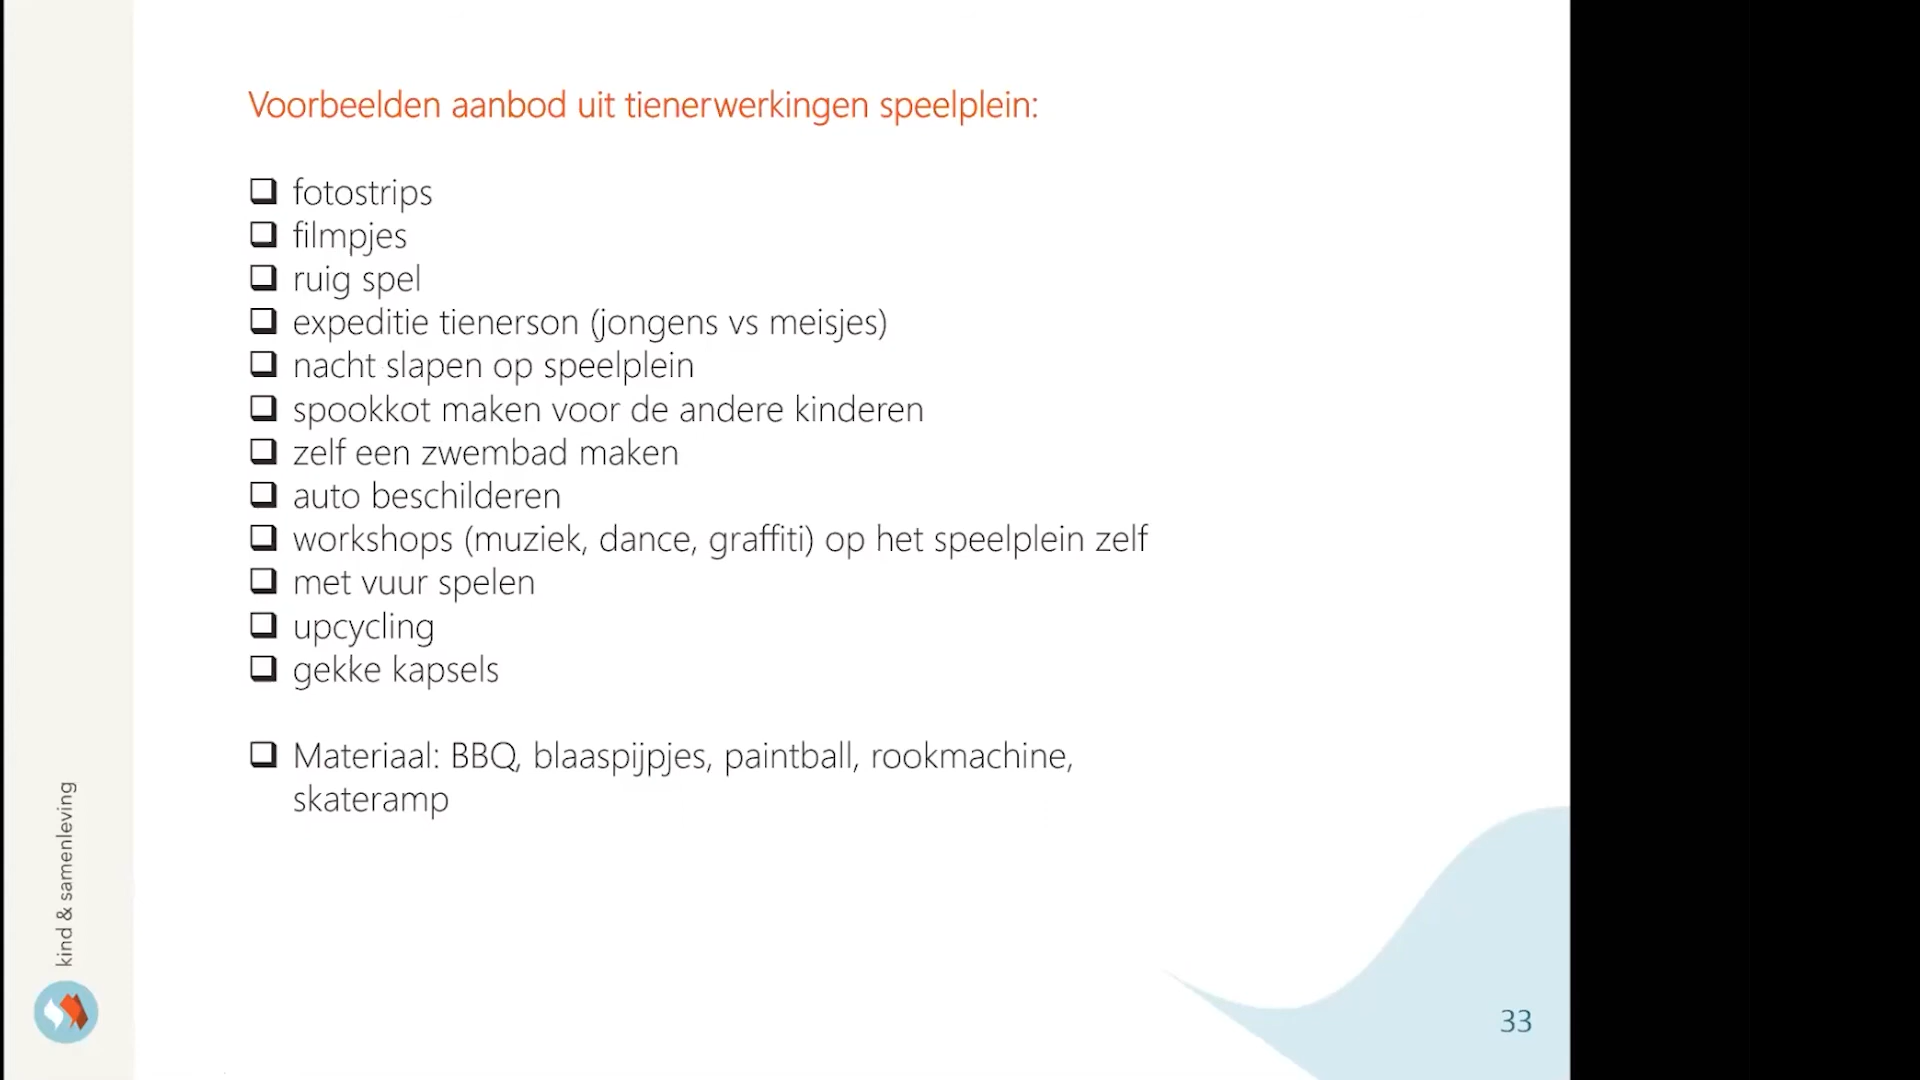 Voorbeelden aanbod uit tienerwerkingen speelplein:
fotostrips
filmpjes
ruig spel
expeditie tienerson (jongens vs meisjes)
nacht slapen op speelplein
spookkot maken voor de andere kinderen
zelf een zwembad maken
auto beschilderen
workshops (muziek, dance, graffiti) op het speelplein zelf
met vuur spelen
upcycling
gekke kapsels
Materiaal: BBQ, blaaspijpjes, paintball, rookmachine,
skateramp
kind & samenleving
33